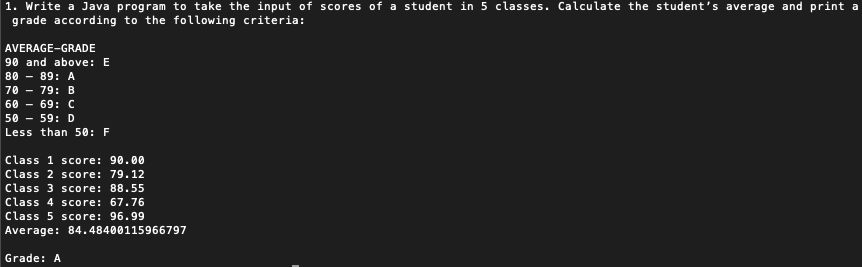 1. Write a Java program to take the input of scores of a student in 5 classes. Calculate the student’s average and print a
grade according to the following criteria:
AVERAGE–GRADE
90 and above: E
80 – 89: A
70 – 79: B
60 – 69: C
50 – 59: D
Less than 50: F
Class 1 score: 90.00
Class 2 score: 79.12
Class 3 score: 88.55
Class 4 score: 67.76
Class 5 score: 96.99
Average: 84.48400115966797
Grade: A